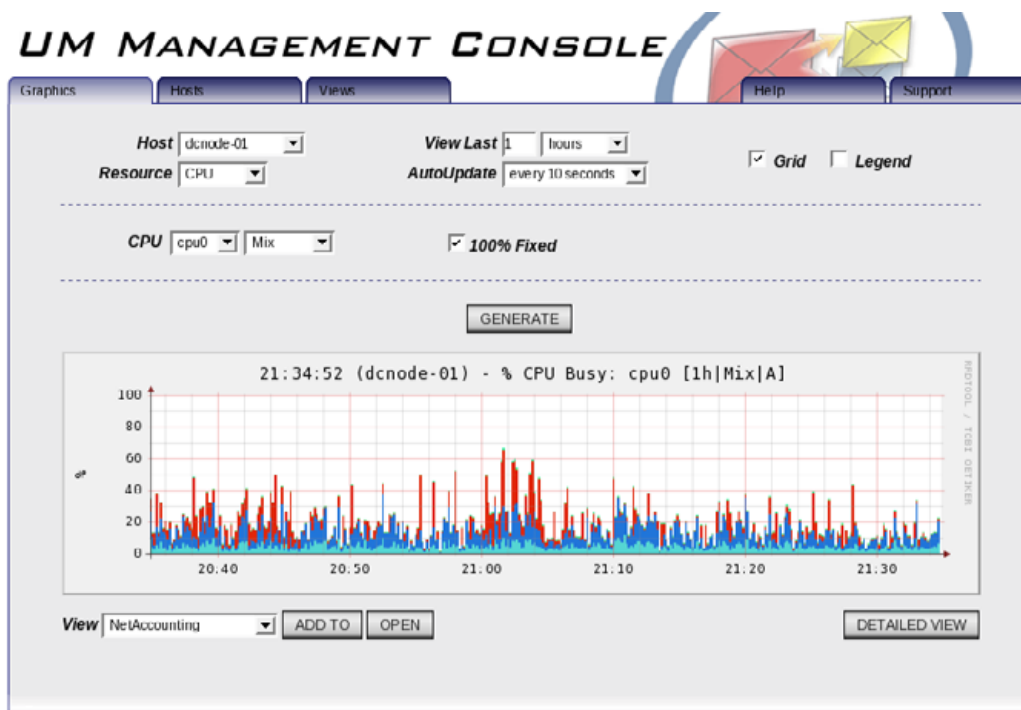 UM MANAGEMENT CONSOLE
Graphics Hosts Views Help Support
Host dcnode-01 View Last 1 hours Grid Legend
Resource CPU AutoUpdate every 10 seconds
CPU cpu0 Mix 100% Fixed
GENERATE
21:34:52 (dcnode-01) - % CPU Busy: cpu0 [1h|Mix|A]
100
80
60
40
20
0
%
20:40 20:50 21:00 21:10 21:20 21:30
RRDTOOL / TOBI OETIKER
View NetAccounting ADD TO OPEN DETAILED VIEW